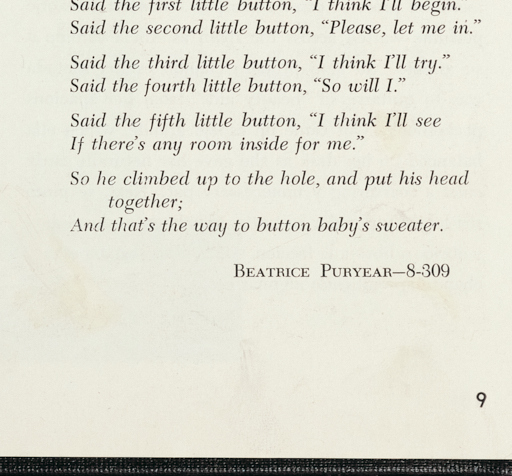 Said the first little button, "I think I'll begin."
Said the second little button, "Please, let me in."
Said the third little button, "I think I'll try."
Said the fourth little button, "So will I."
Said the fifth little button, "I think I'll see
If there's any room inside for me."
So he climbed up to the hole, and put his head
together;
And that's the way to button baby's sweater.
BEATRICE PURYEAR—8-309
9